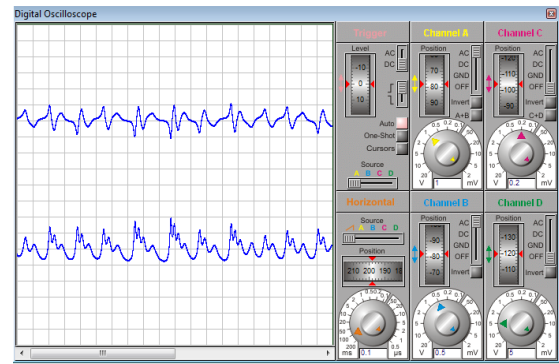 Digital Oscilloscope
Trigger
Level
AC
DC
-10
0
10
Auto
One-Shot
Cursors
Source
A B C D
Channel A
Position
AC
DC
GND
OFF
70
80
90
Invert
A+B
V
1
mV
Channel C
Position
AC
DC
GND
OFF
-120
-110
-100
-90
Invert
C+D
V
0.2
mV
Horizontal
Source
A B C D
Position
210 200 190 18
ms
0.1
µs
Channel B
Position
AC
DC
GND
OFF
-90
-80
-70
Invert
V
0.5
mV
Channel D
Position
AC
DC
GND
OFF
-130
-120
-110
Invert
V
5
mV